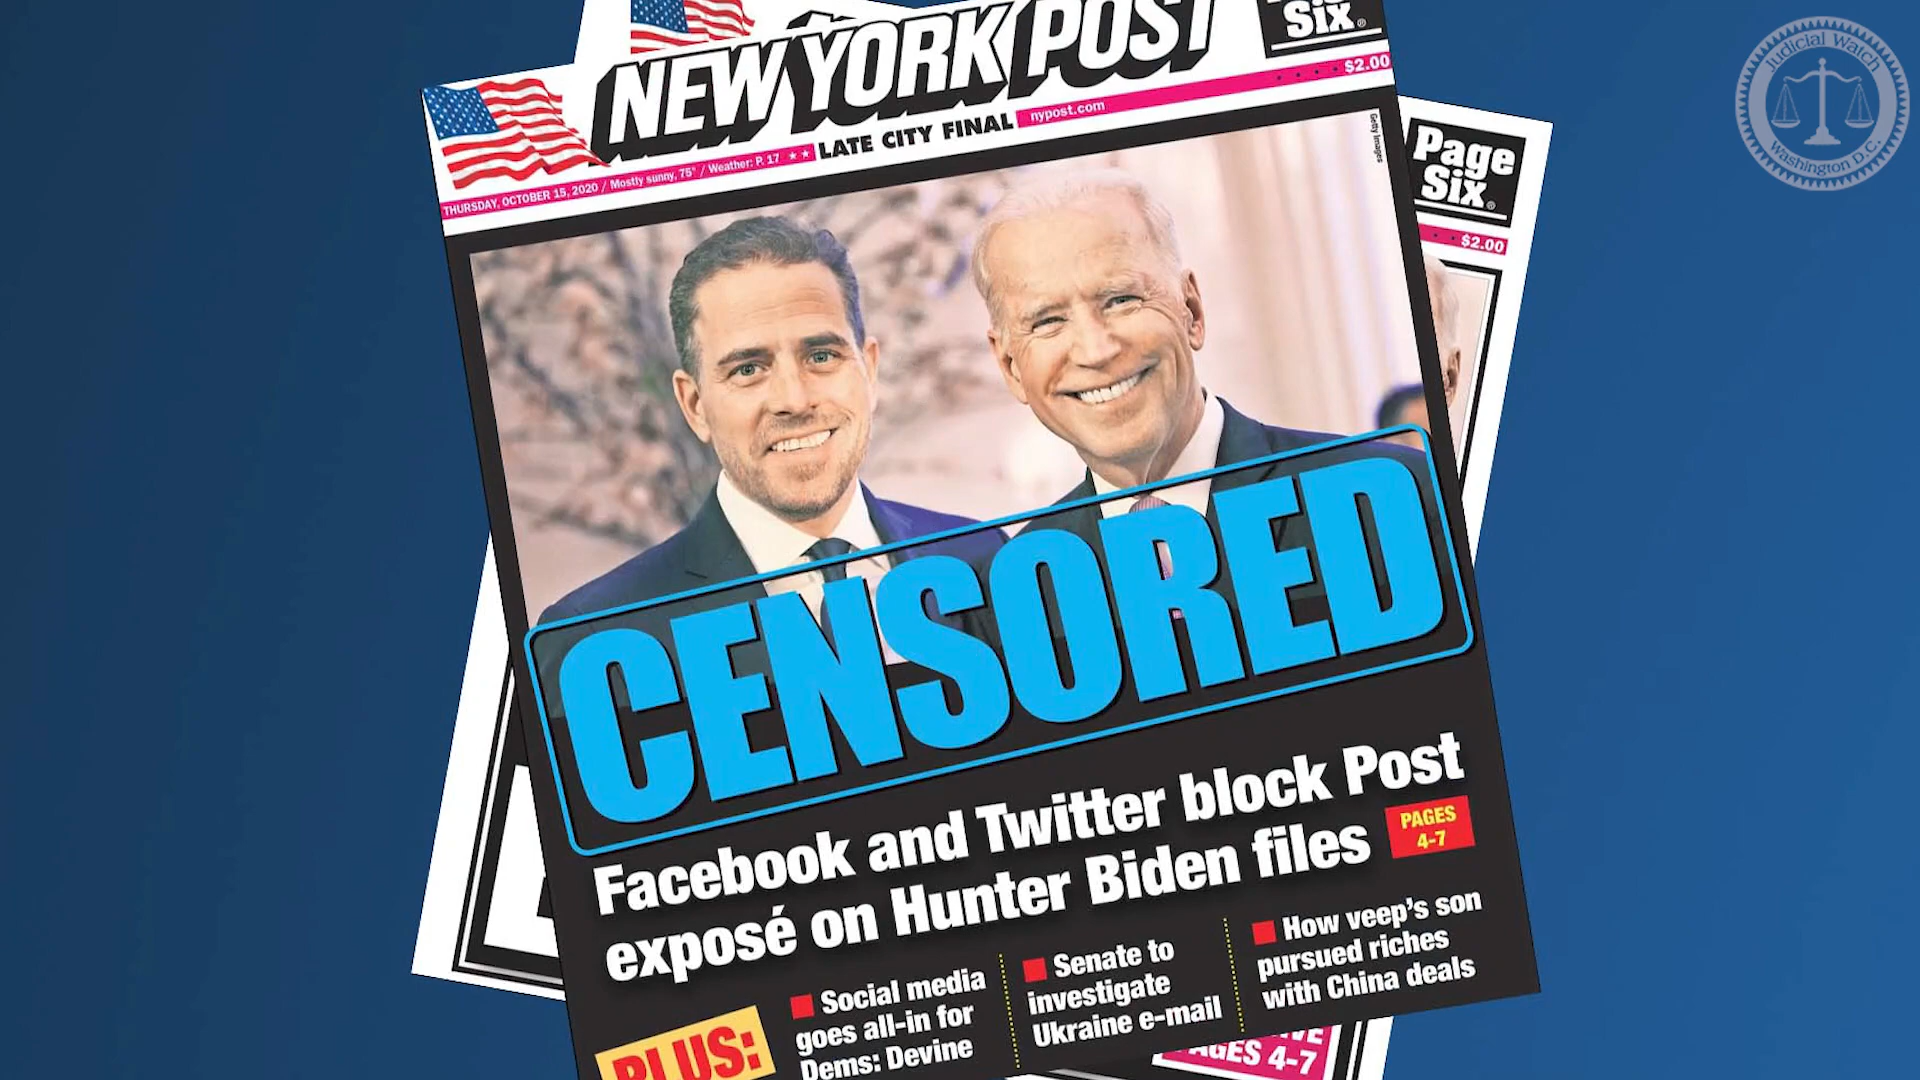 NEW YORK POST
Six
$2.00
LATE CITY FINAL
nypost.com
THURSDAY, OCTOBER 15, 2020 / Mostly sunny, 75° / Weather: P. 17 ★★
Getty Images
Page
Six
$2.00
Judicial Watch
Washington D.C.
CENSORED
Facebook and Twitter block Post
exposé on Hunter Biden files
PAGES
4-7
PLUS:
Social media
goes all-in for
Dems: Devine
Senate to
investigate
Ukraine e-mail
How veep's son
pursued riches
with China deals
PAGES 4-7